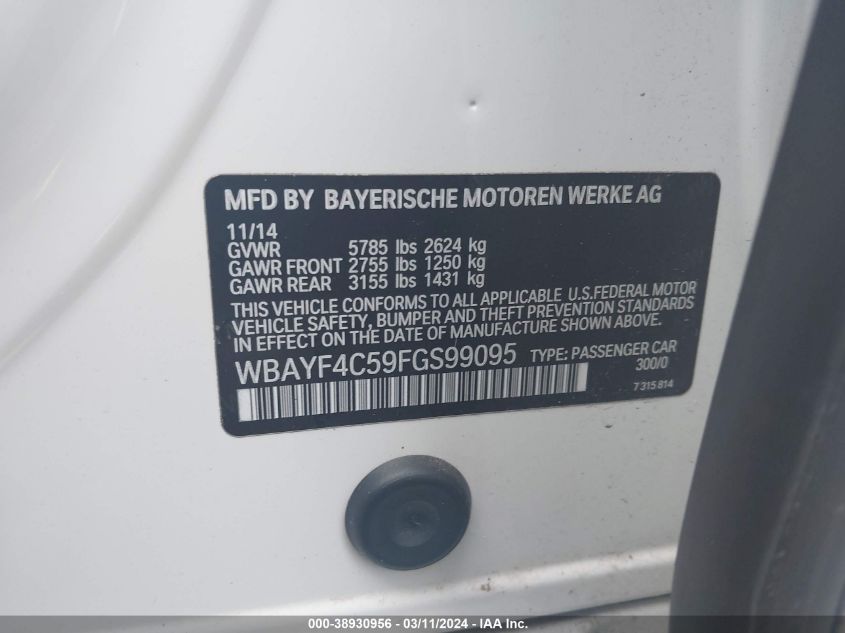 MFD BY BAYERISCHE MOTOREN WERKE AG
11/14
GVWR 5785 lbs 2624 kg
GAWR FRONT 2755 lbs 1250 kg
GAWR REAR 3155 lbs 1431 kg
THIS VEHICLE CONFORMS TO ALL APPLICABLE U.S.FEDERAL MOTOR
VEHICLE SAFETY, BUMPER AND THEFT PREVENTION STANDARDS
IN EFFECT ON THE DATE OF MANUFACTURE SHOWN ABOVE.
WBAYF4C59FGS99095 TYPE: PASSENGER CAR
300/0
7 315 814
000-38930956 - 03/11/2024 - IAA Inc.